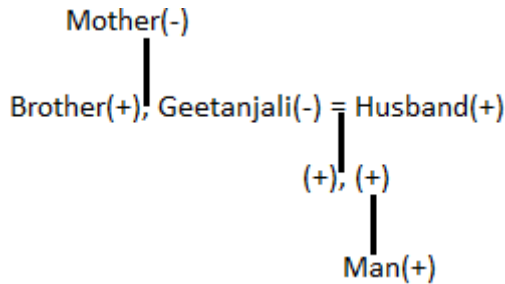 Mother(-)
Brother(+), Geetanjali(-) = Husband(+)
(+), (+)
Man(+)